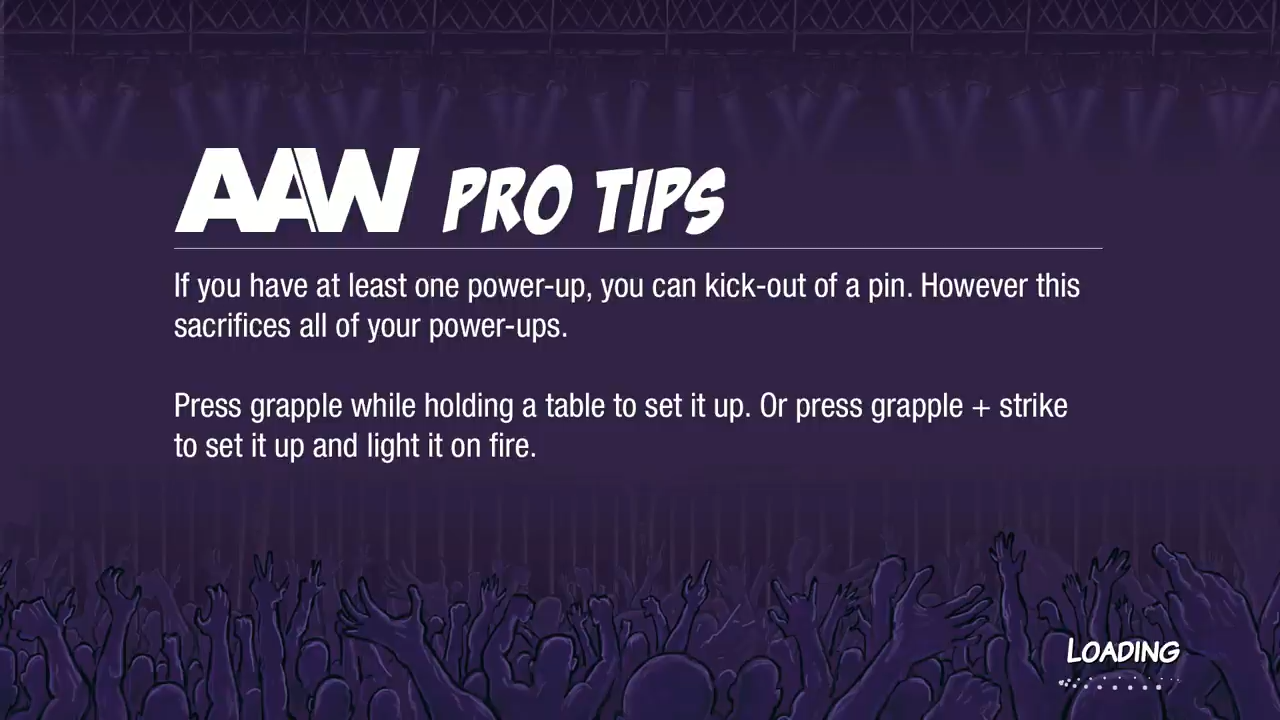 AAW PRO TIPS
If you have at least one power-up, you can kick-out of a pin. However this
sacrifices all of your power-ups.
Press grapple while holding a table to set it up. Or press grapple + strike
to set it up and light it on fire.
LOADING